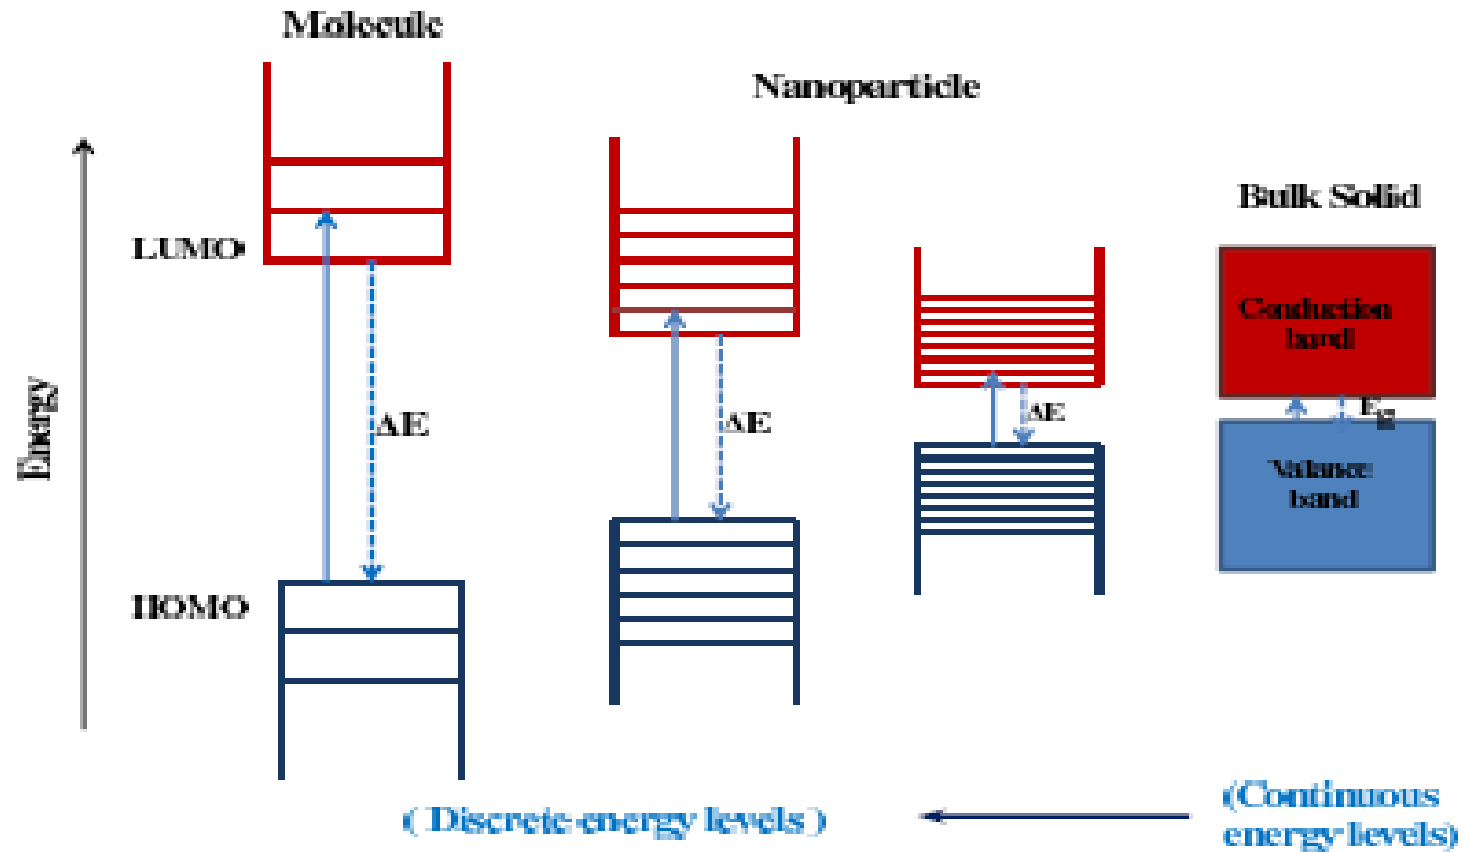 Molecule
Nanoparticle
Bulk Solid
LUMO
Conduction
band
Energy
ΔE
ΔE
ΔE
Eg
Valance
band
HOMO
( Discrete energy levels )
(Continuous
energy levels)